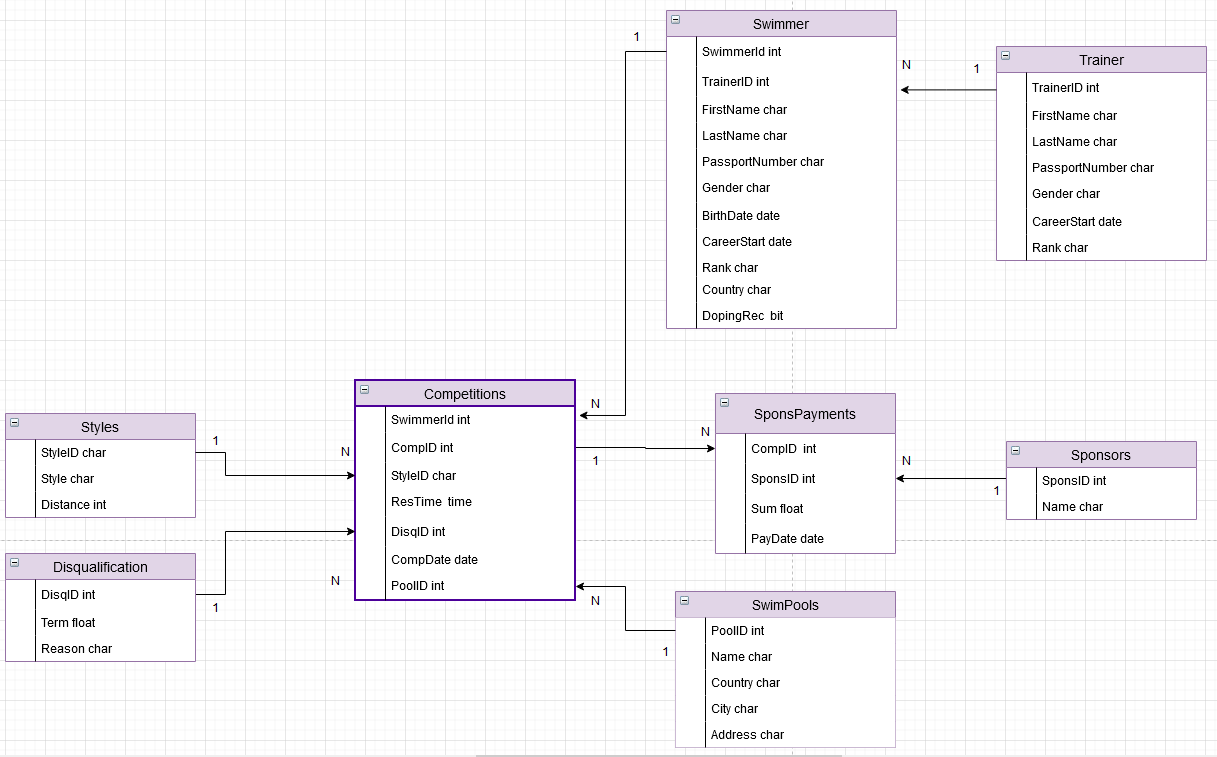 Swimmer
SwimmerId int
TrainerID int
FirstName char
LastName char
PassportNumber char
Gender char
BirthDate date
CareerStart date
Rank char
Country char
DopingRec bit
1
N
1
Trainer
TrainerID int
FirstName char
LastName char
PassportNumber char
Gender char
CareerStart date
Rank char
Styles
StyleID char
Style char
Distance int
1
N
Competitions
SwimmerId int
CompID int
StyleID char
ResTime time
DisqID int
CompDate date
PoolID int
N
N
1
SponsPayments
CompID int
SponsID int
Sum float
PayDate date
N
1
Sponsors
SponsID int
Name char
Disqualification
DisqID int
Term float
Reason char
1
N
N
1
SwimPools
PoolID int
Name char
Country char
City char
Address char